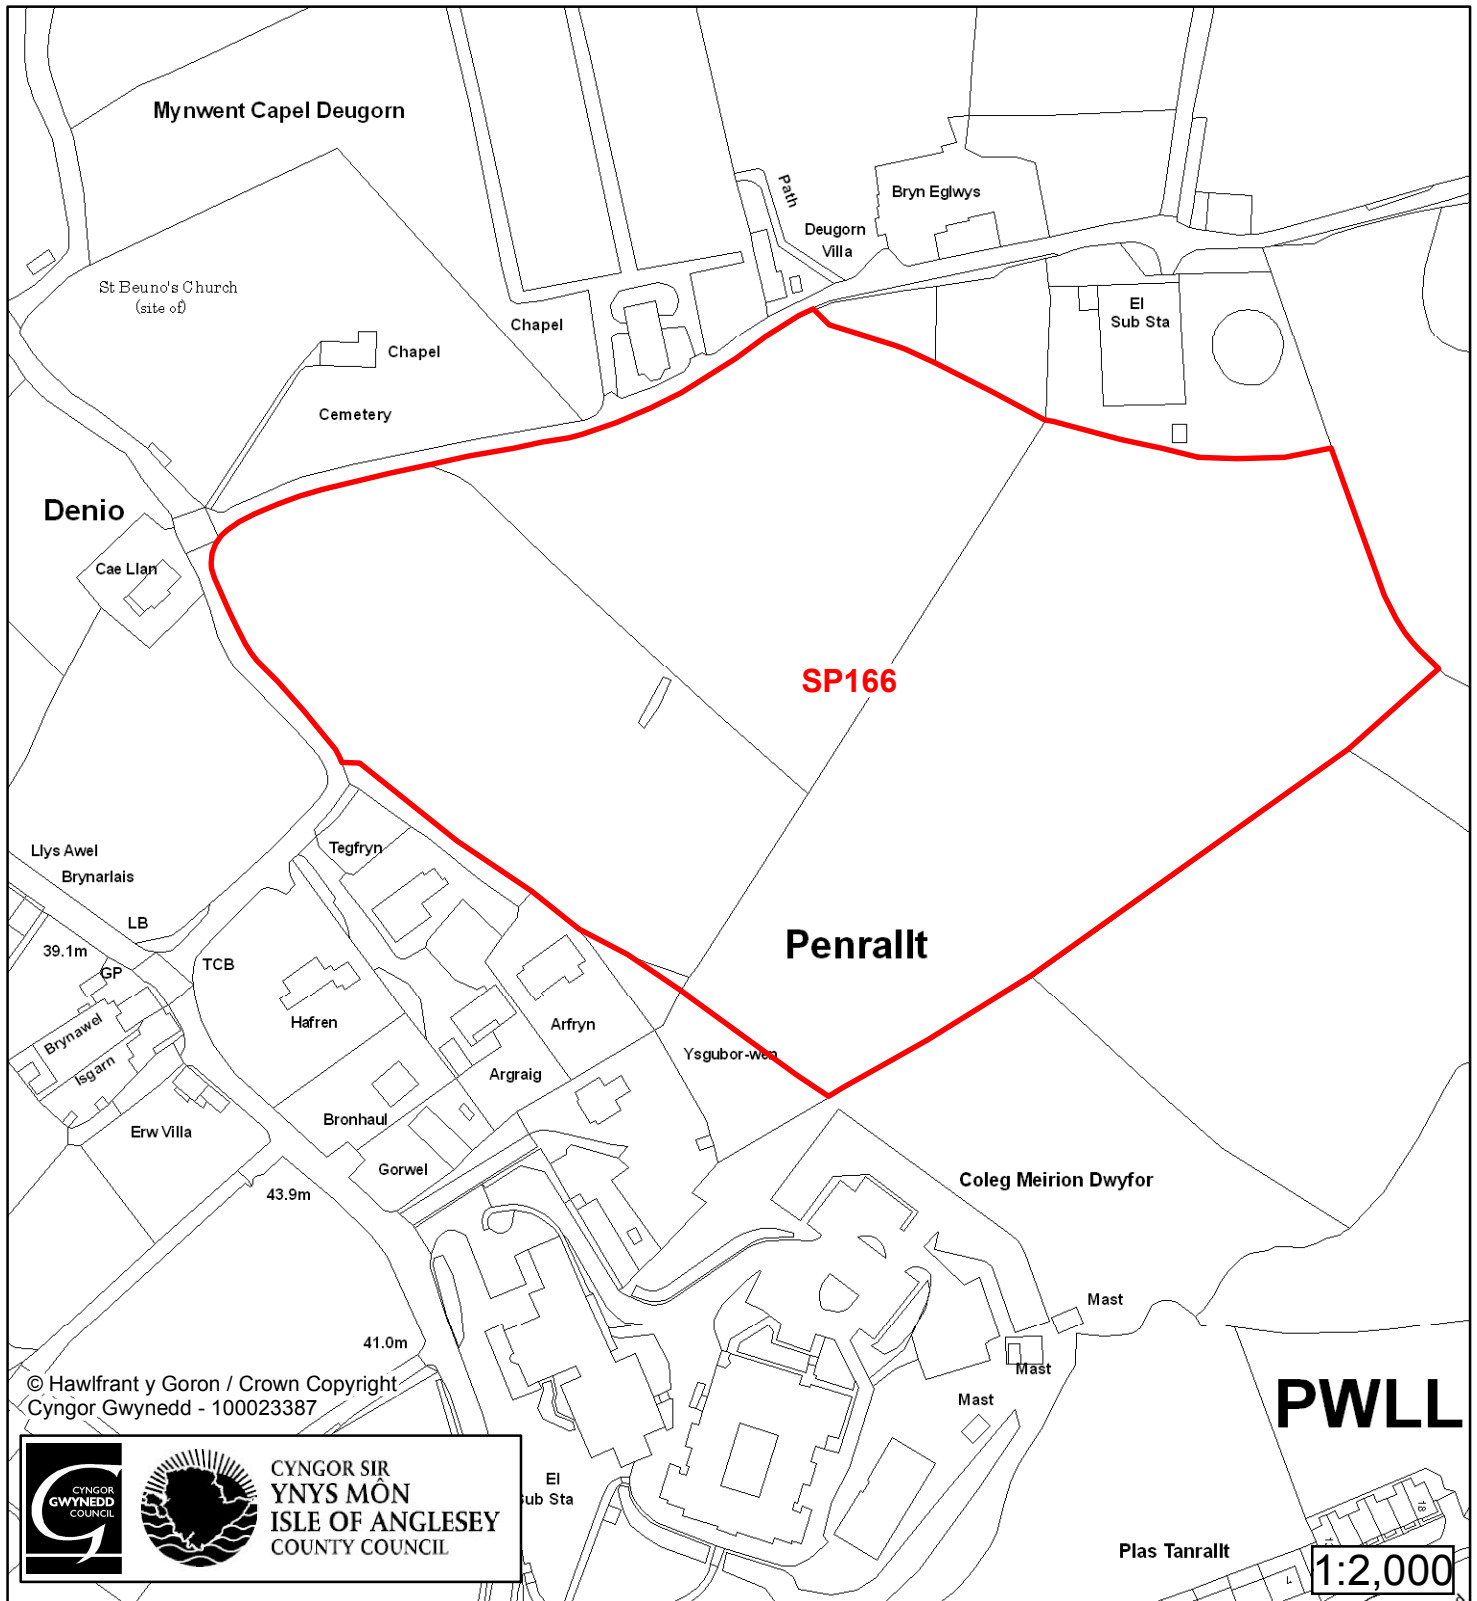 Mynwent Capel Deugorn
Path
Bryn Eglwys
Deugorn
Villa
St Beuno's Church
(site of)
Chapel
El
Sub Sta
Chapel
Cemetery
Denio
Cae Llan
SP166
Tegfryn
Llys Awel
Brynarlais
LB
Penrallt
39.1m
GP
TCB
Hafren
Arfryn
Brynawel
Isgarn
Ysgubor-wen
Argraig
Bronhaul
Erw Villa
Gorwel
43.9m
Coleg Meirion Dwyfor
Mast
41.0m
Mast
Mast
© Hawlfrant y Goron / Crown Copyright
Cyngor Gwynedd - 100023387
PWLL
CYNGOR
GWYNEDD
COUNCIL
CYNGOR SIR
YNYS MÔN
ISLE OF ANGLESEY
COUNTY COUNCIL
El
Sub Sta
18
Plas Tanrallt
7
1:2,000